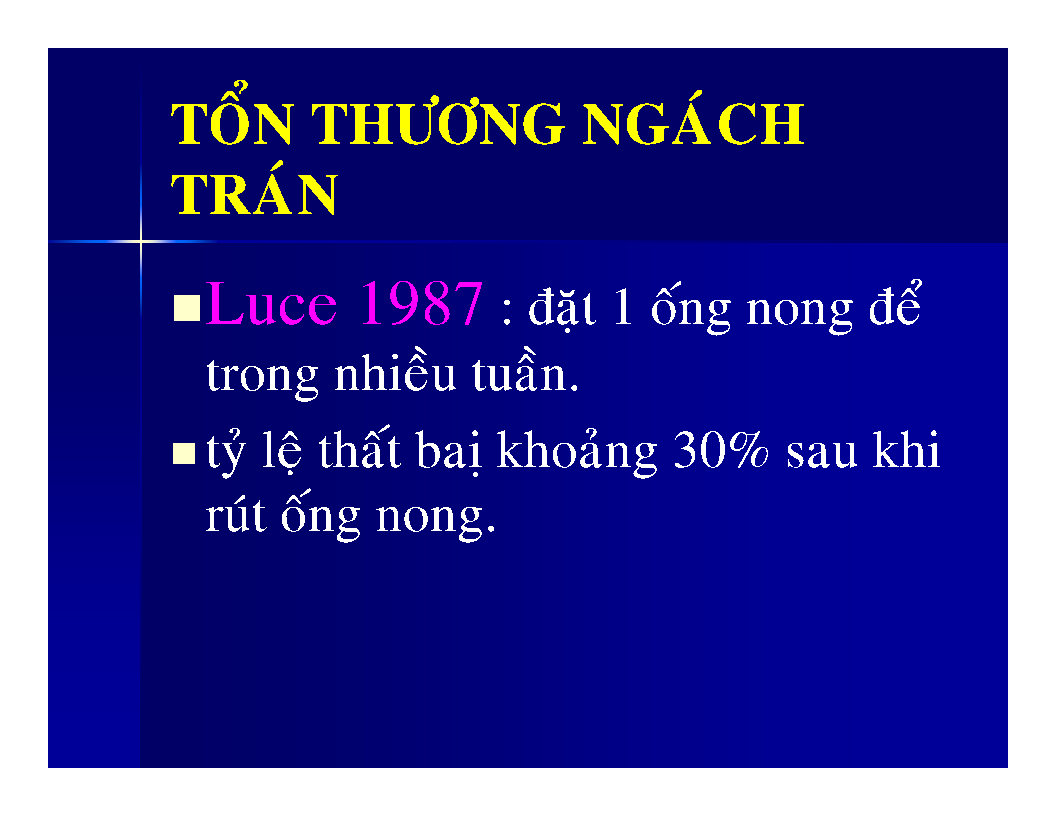 TỔN THƯƠNG NGÁCH
TRÁN
Luce 1987 : đặt 1 ống nong để
trong nhiều tuần.
tỷ lệ thất baị khoảng 30% sau khi
rút ống nong.